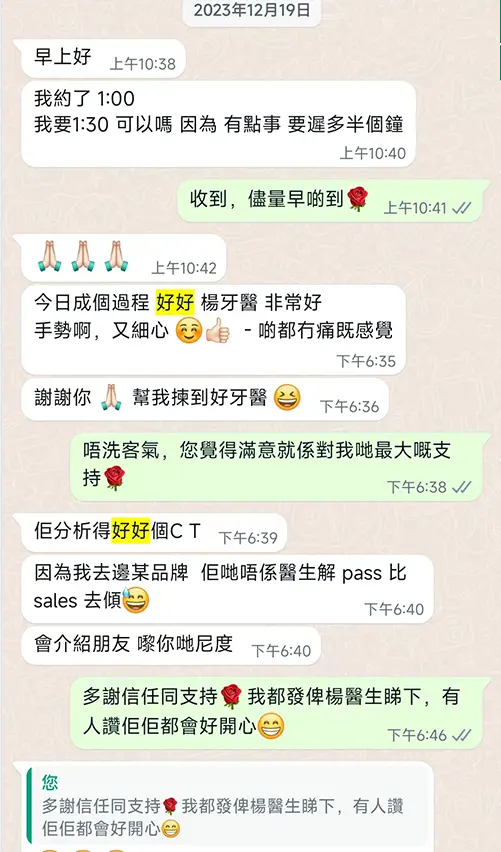 2023年12月19日
早上好 上午10:38
我約了 1:00
我要1:30 可以嗎 因為 有點事 要遲多半個鐘
上午10:40
收到，儘量早啲到🌹 上午10:41
🙏🏻🙏🏻🙏🏻 上午10:42
今日成個過程 好好 楊牙醫 非常好
手勢啊，又細心 ☺️👍🏻 - 啲都冇痛既感覺
下午6:35
謝謝你 🙏🏻 幫我揀到好牙醫 😆 下午6:36
唔洗客氣，您覺得滿意就係對我哋最大嘅支
持🌹 下午6:38
佢分析得好好個C T 下午6:39
因為我去邊某品牌 佢哋唔係醫生解 pass 比
sales 去傾😅 下午6:40
會介紹朋友 嚟你哋尼度 下午6:40
多謝信任同支持🌹我都發俾楊醫生睇下，有
人讚佢佢都會好開心😁 下午6:46
您
多謝信任同支持🌹我都發俾楊醫生睇下，有人讚
佢佢都會好開心😁